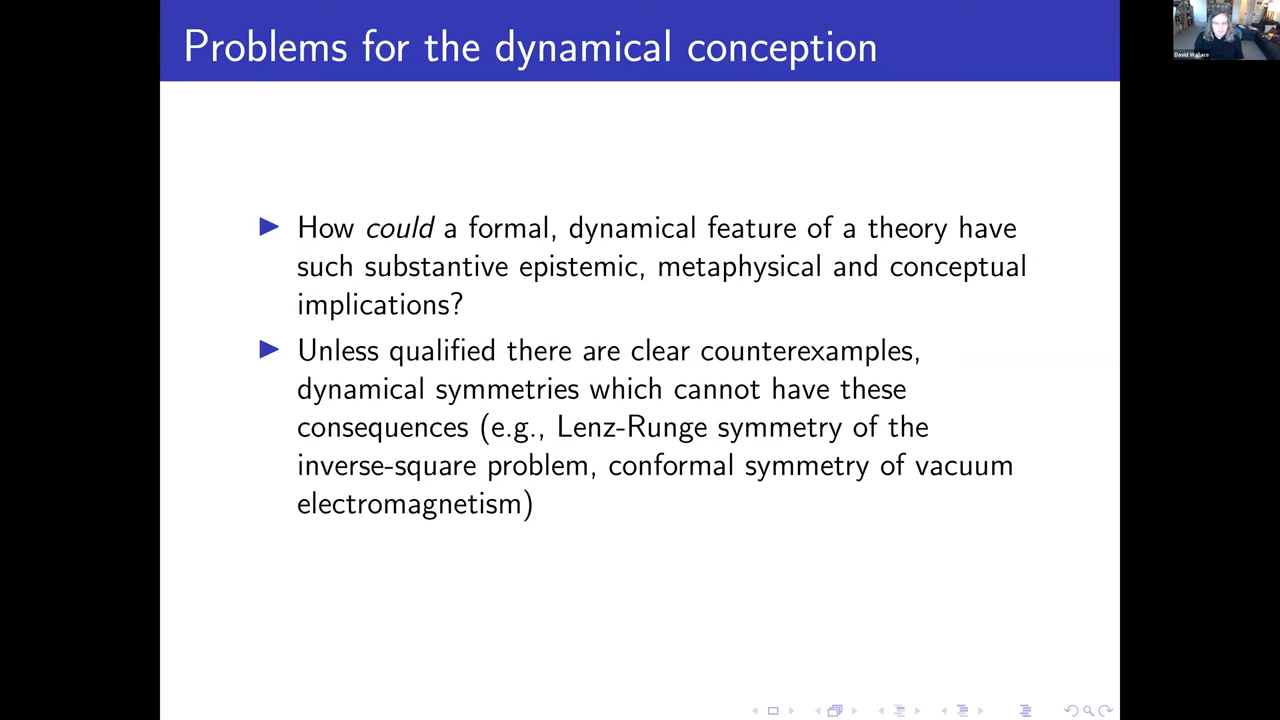 Problems for the dynamical conception
David Wallace
How could a formal, dynamical feature of a theory have
such substantive epistemic, metaphysical and conceptual
implications?
Unless qualified there are clear counterexamples,
dynamical symmetries which cannot have these
consequences (e.g., Lenz-Runge symmetry of the
inverse-square problem, conformal symmetry of vacuum
electromagnetism)